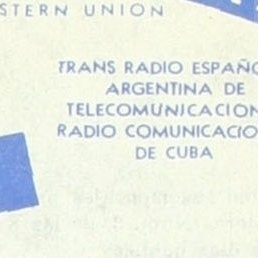 STERN UNION
TRANS RADIO ESPAÑO
ARGENTINA DE
TELECOMUNICACION
RADIO COMUNICACIO
DE CUBA